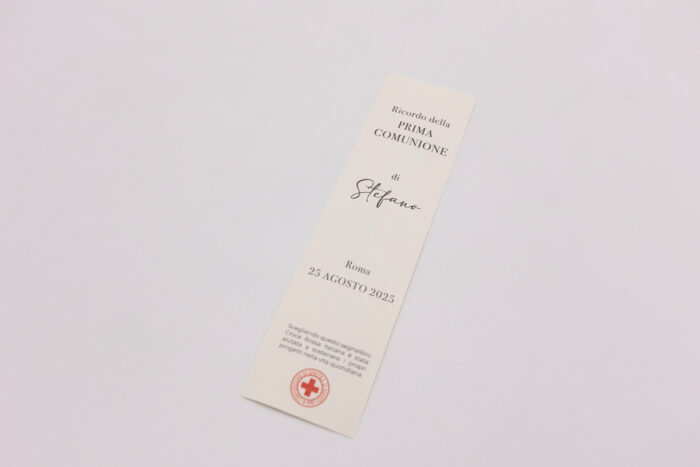 Ricordo della
PRIMA
COMUNIONE
di
Stefano
Roma
25 AGOSTO 2025
Scegliendo questo segnalibro
Croce Rossa Italiana è stata
aiutata a sostenere i propri
progetti nella vita quotidiana